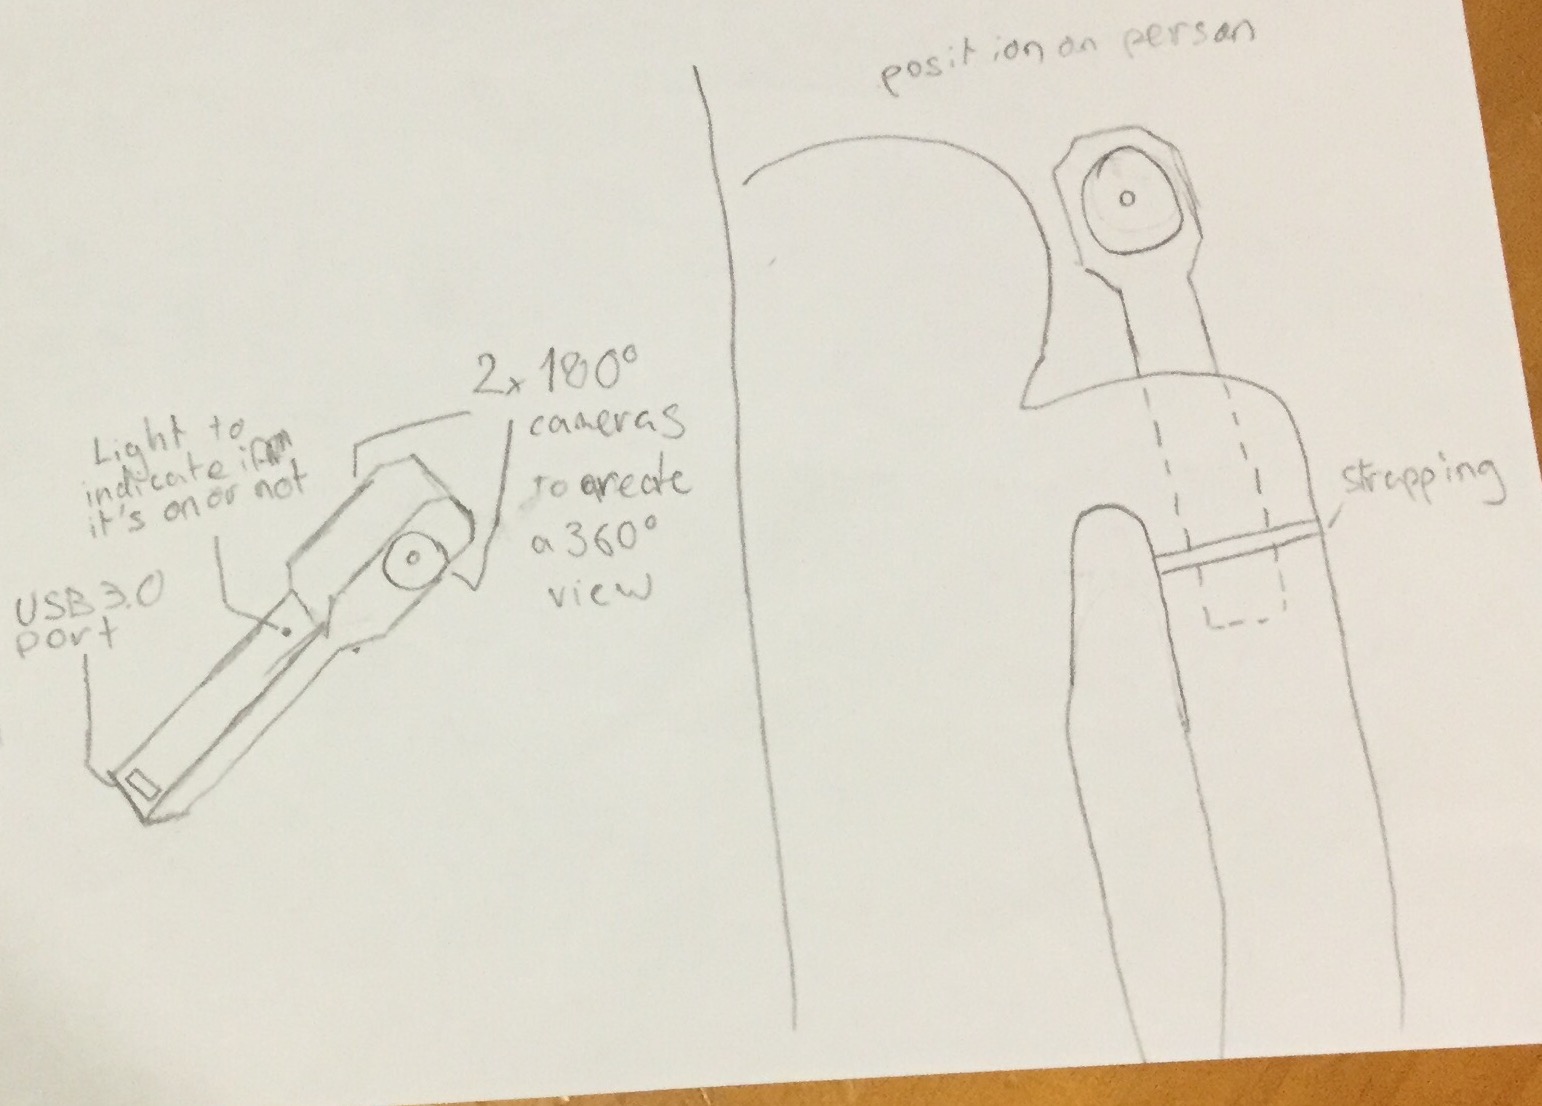 position on person
2x 180°
cameras
to create
a 360°
view
Light to
indicate if
it's on or not
USB 3.0
port
strapping